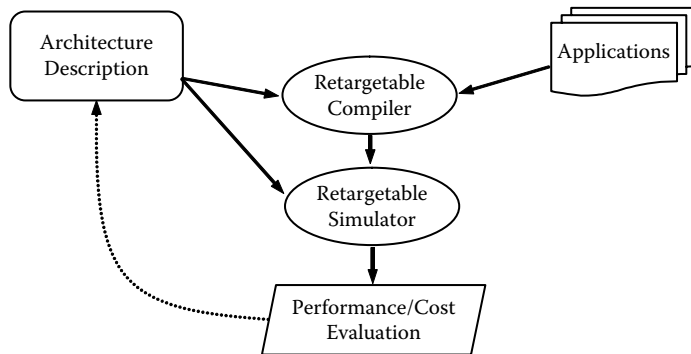 Architecture
Description
Applications
Retargetable
Compiler
Retargetable
Simulator
Performance/Cost
Evaluation